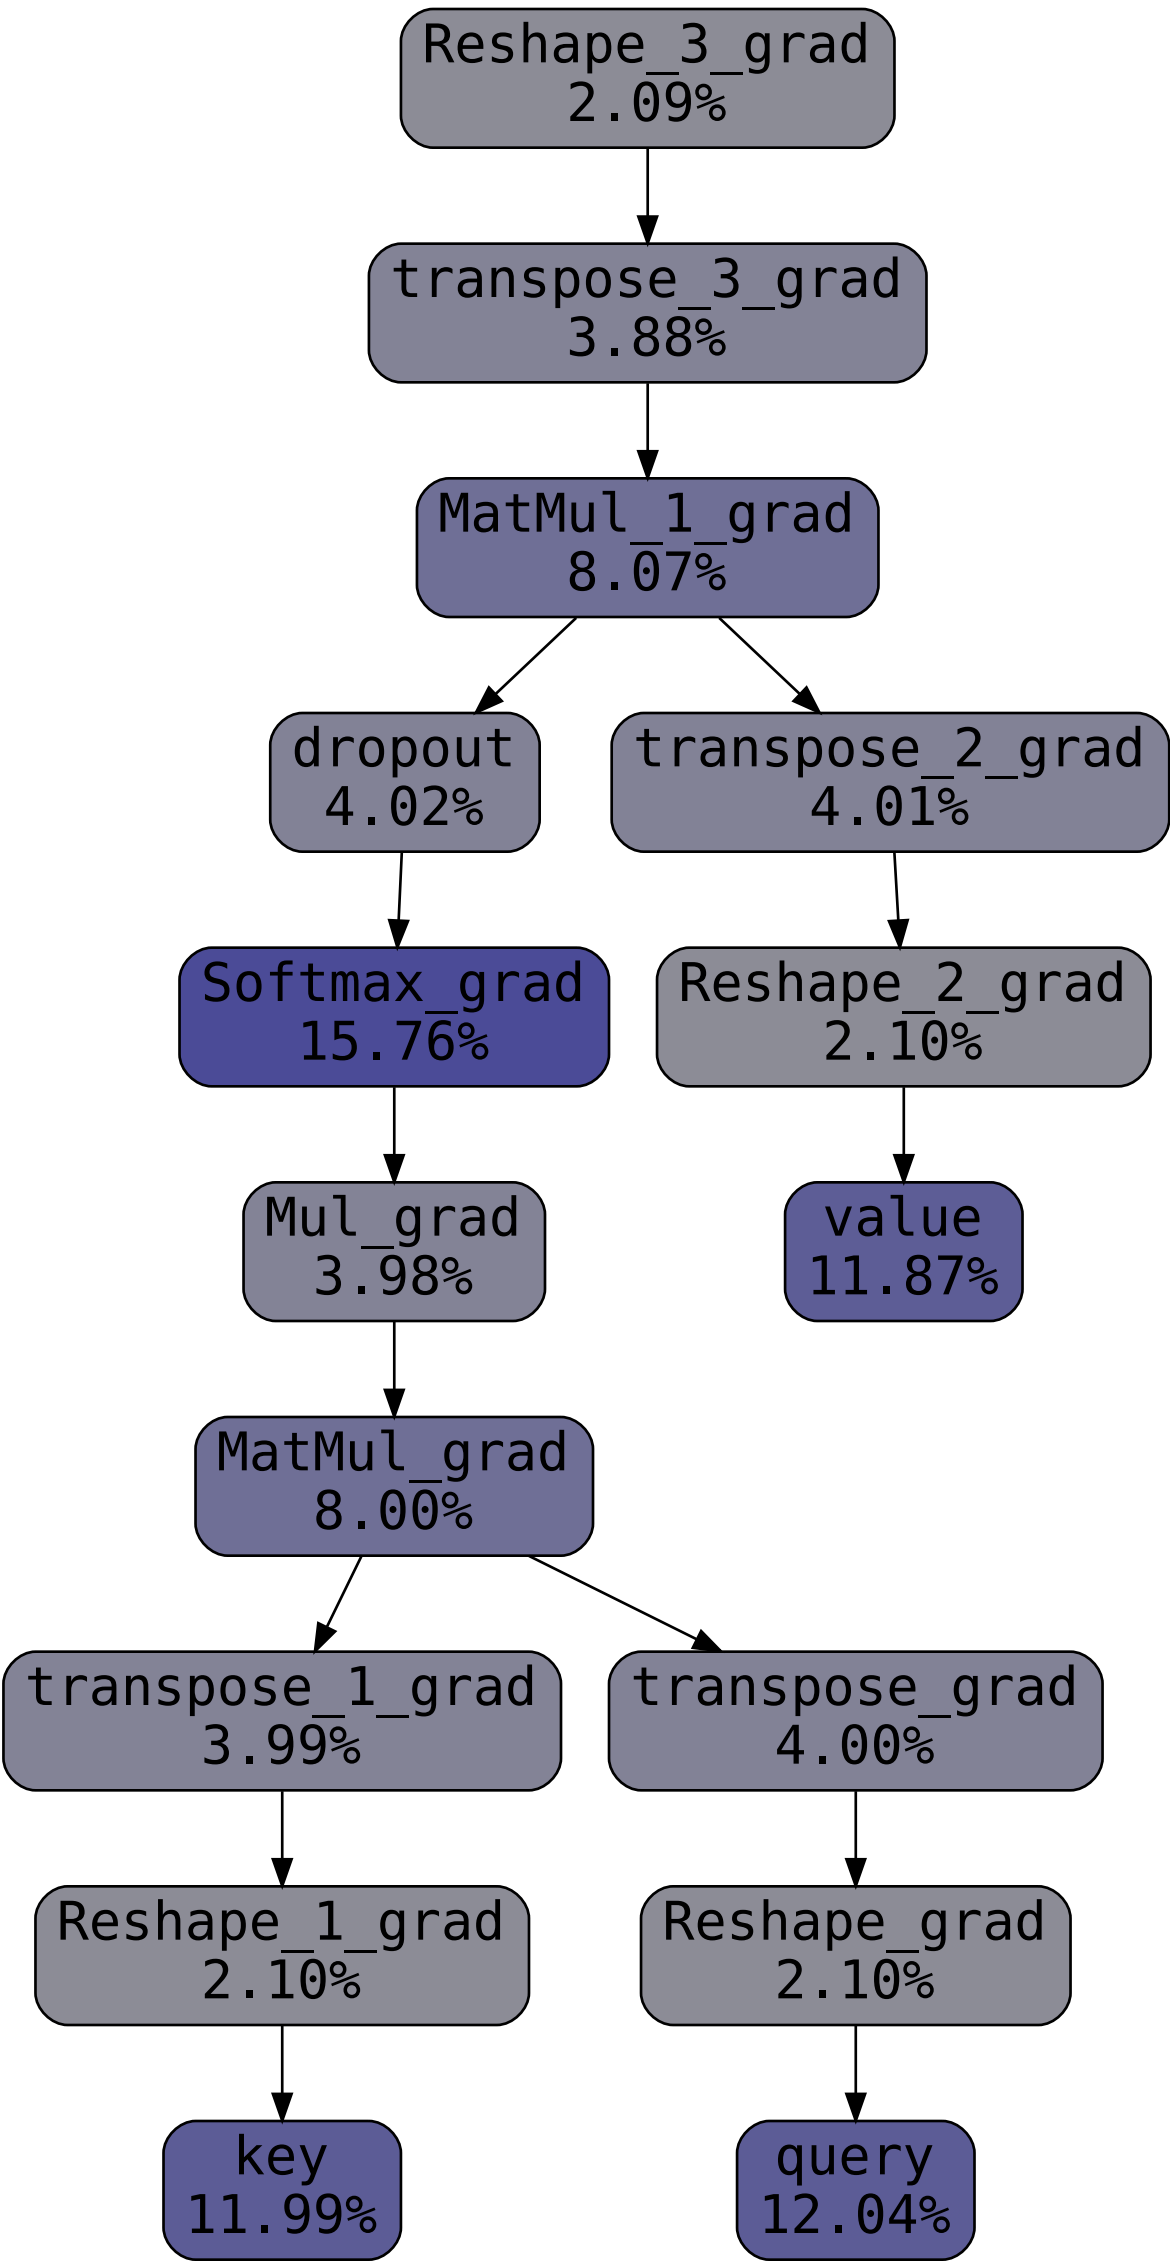 Reshape_3_grad
2.09%
transpose_3_grad
3.88%
MatMul_1_grad
8.07%
dropout
4.02%
transpose_2_grad
4.01%
Softmax_grad
15.76%
Reshape_2_grad
2.10%
Mul_grad
3.98%
value
11.87%
MatMul_grad
8.00%
transpose_1_grad
3.99%
transpose_grad
4.00%
Reshape_1_grad
2.10%
Reshape_grad
2.10%
key
11.99%
query
12.04%